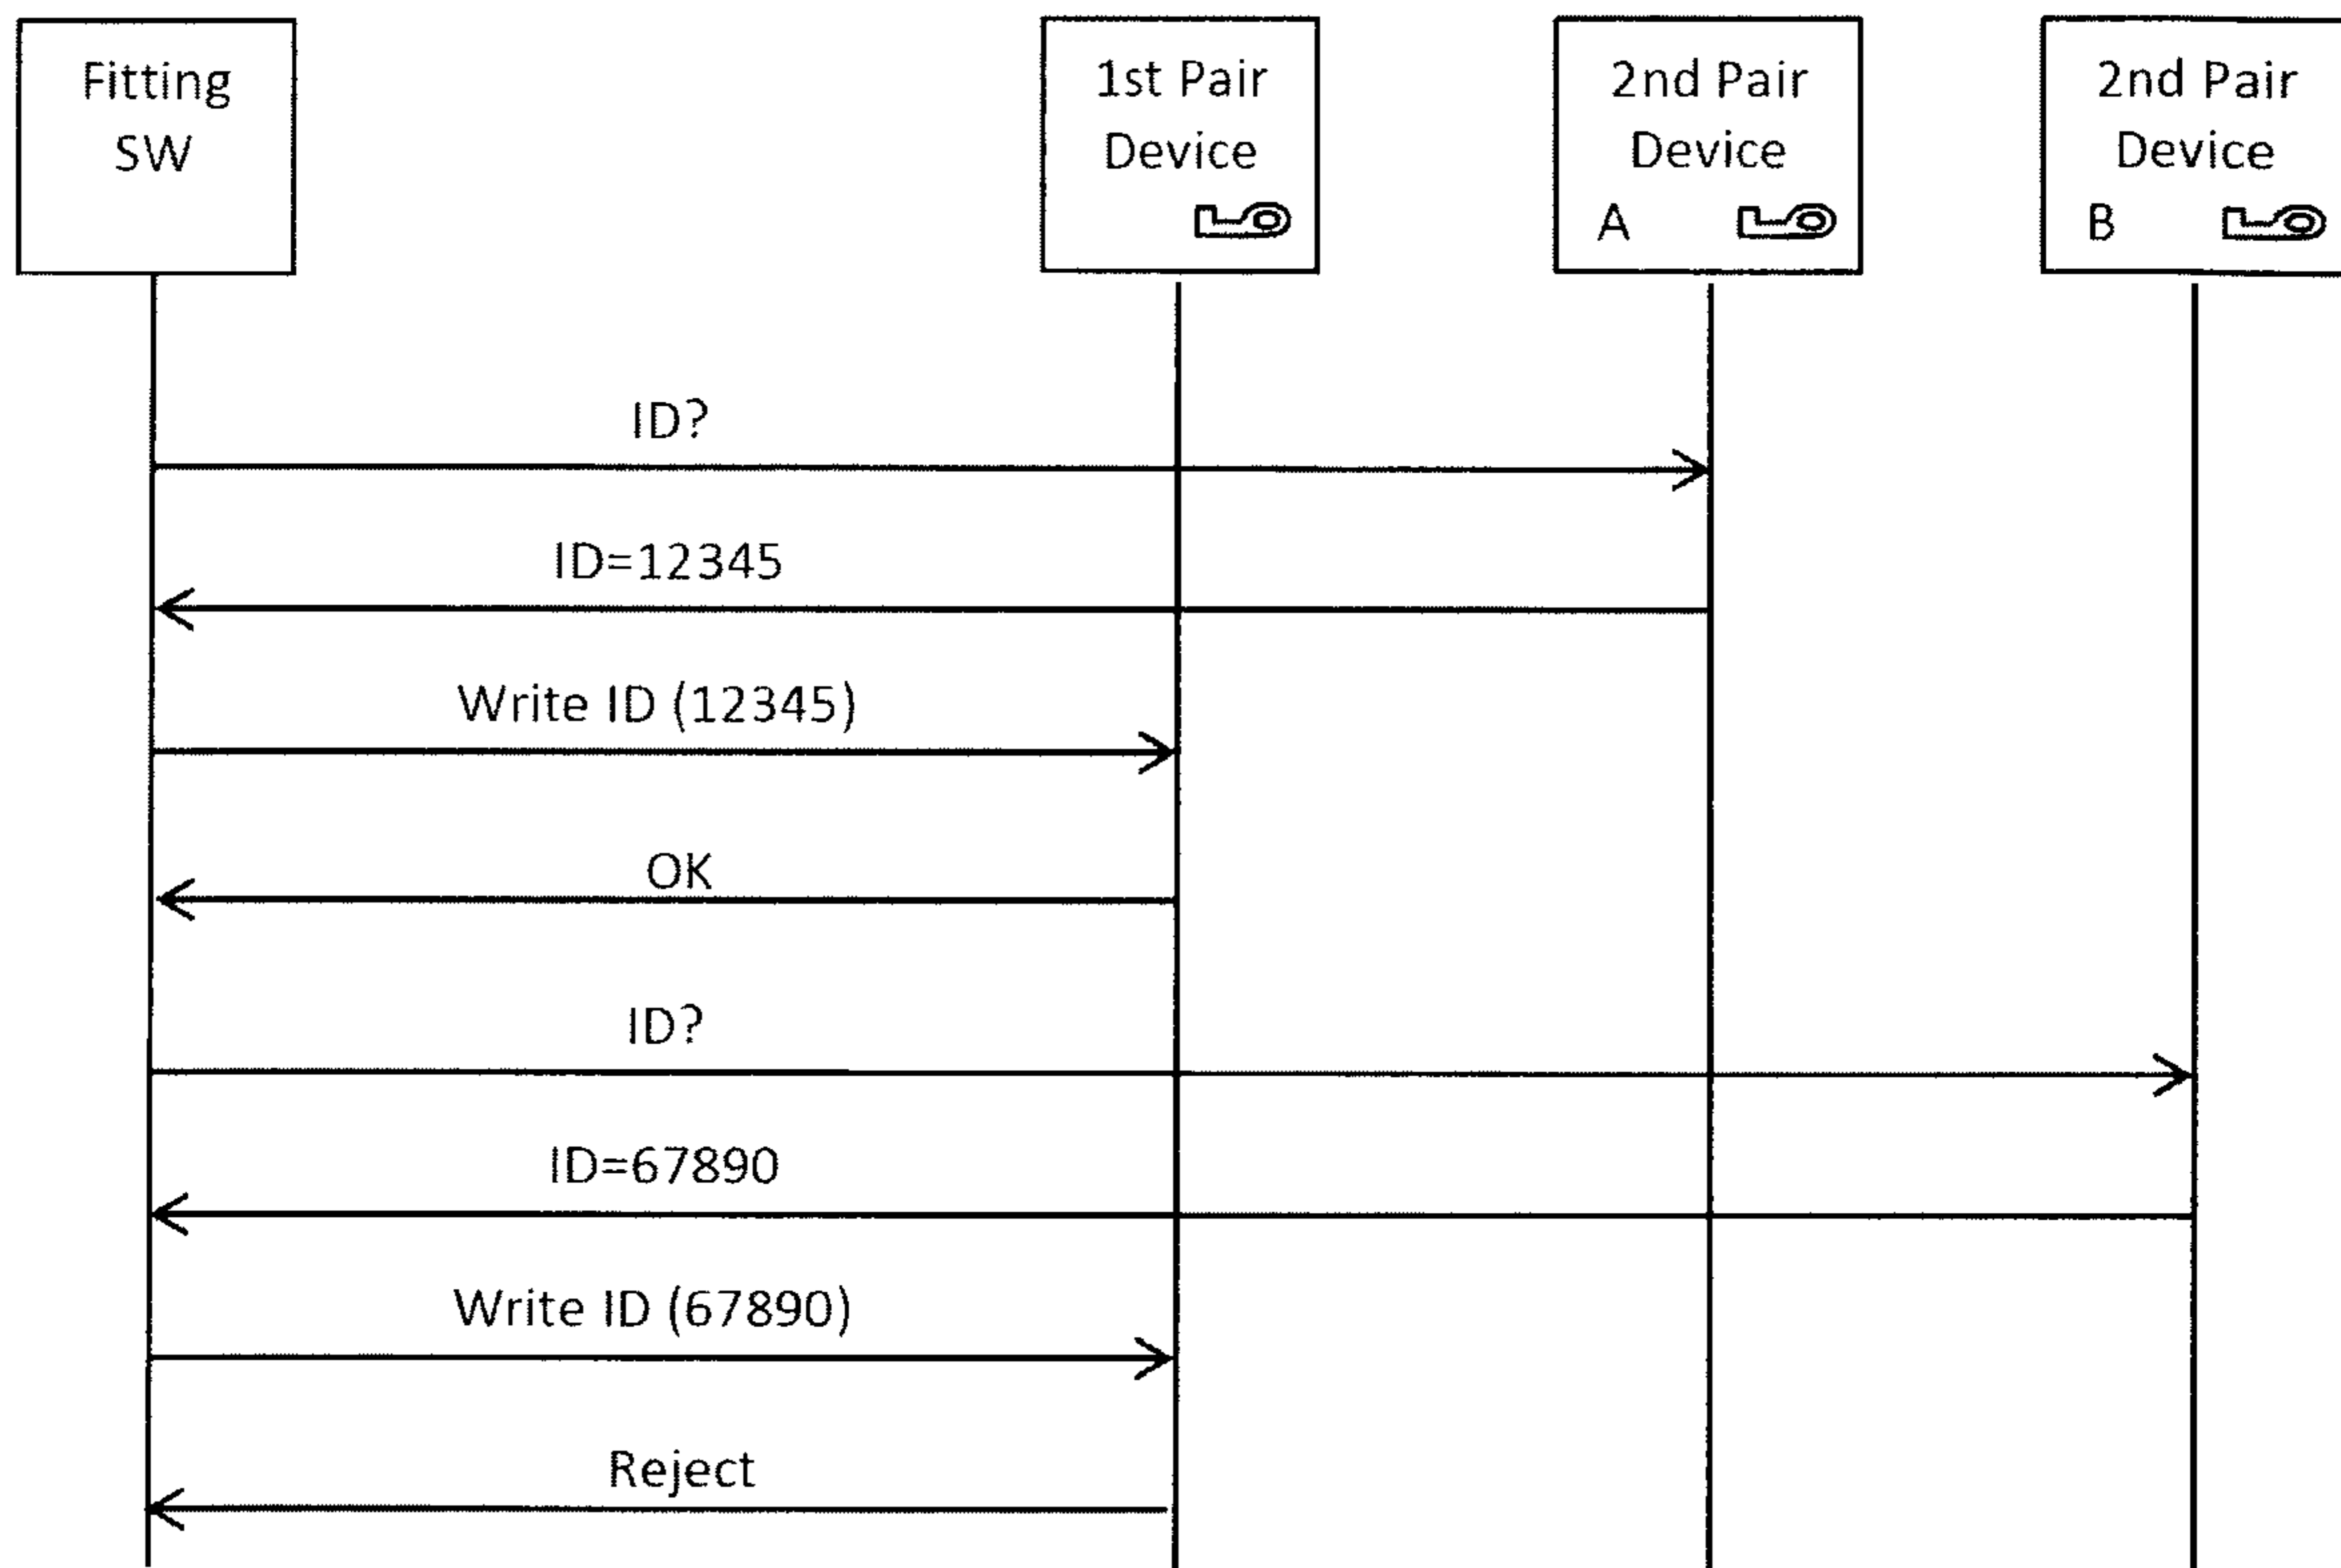 Fitting
SW
1st Pair
Device
2nd Pair
Device
A
2nd Pair
Device
B
ID?
ID=12345
Write ID (12345)
OK
ID?
ID=67890
Write ID (67890)
Reject